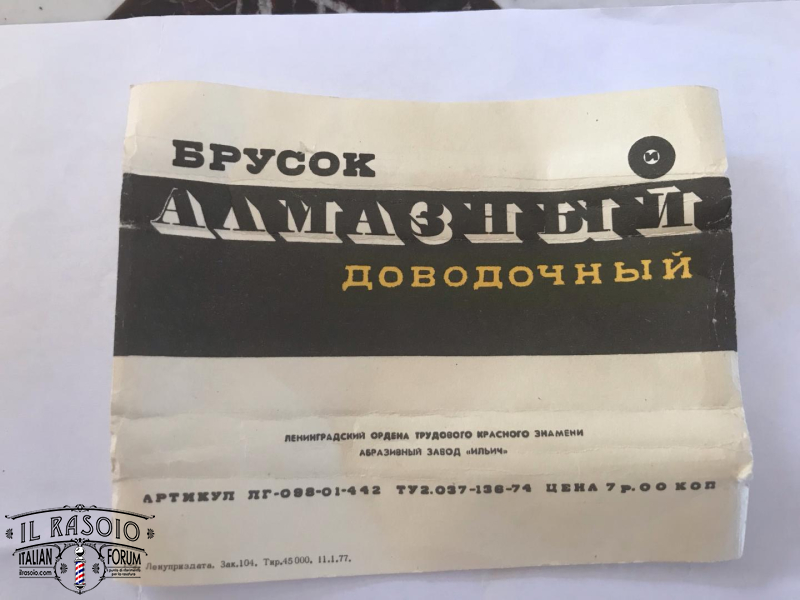 БРУСОК
И
АЛМАЗНЫЙ
ДОВОДОЧНЫЙ
ЛЕНИНГРАДСКИЙ ОРДЕНА ТРУДОВОГО КРАСНОГО ЗНАМЕНИ
АБРАЗИВНЫЙ ЗАВОД «ИЛЬИЧ»
АРТИКУЛ ЛГ-098-01-442 ТУ2.037-136-74 ЦЕНА 7 р. 00 КОП
Ленуприздата. Зак.104. Тир.45000. 11.1.77.
IL RASOIO
ITALIAN FORUM
ilrasoio.com